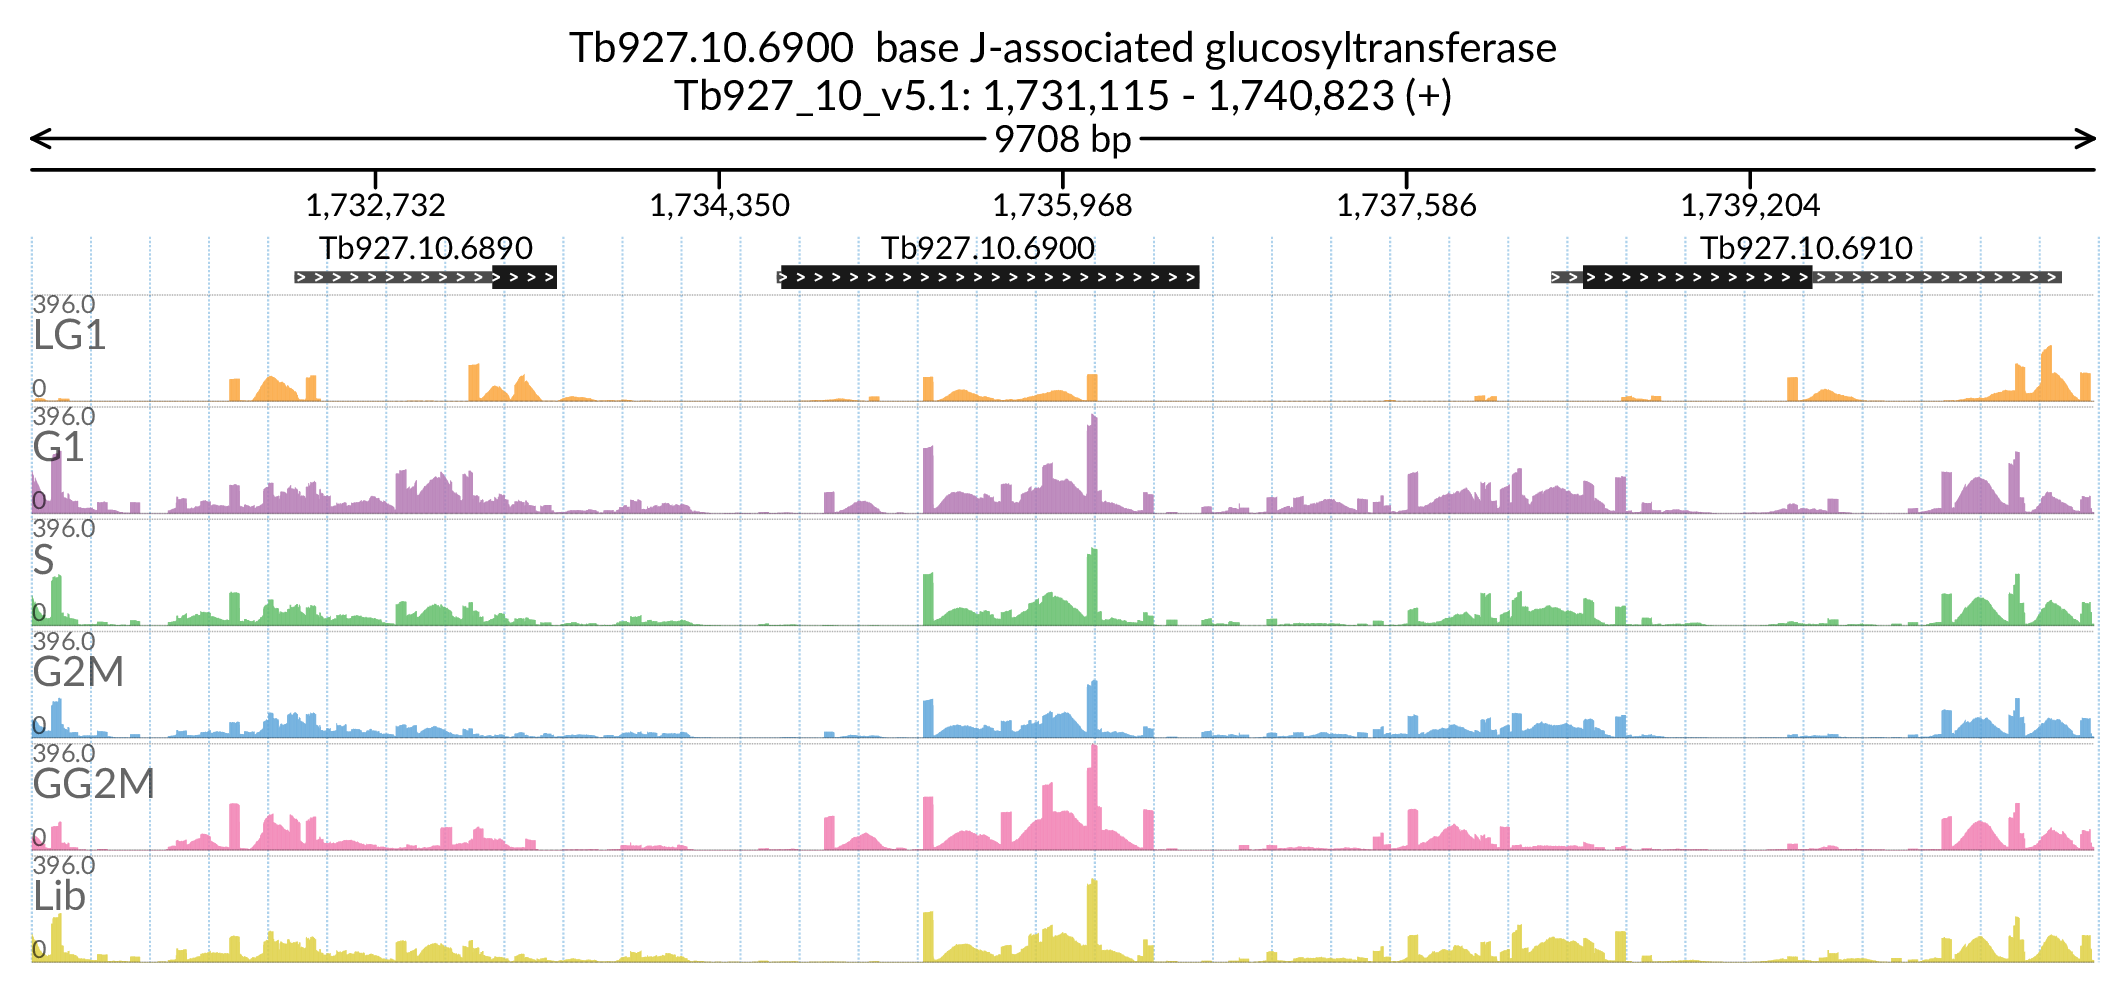 Tb927.10.6900  base J-associated glucosyltransferase
Tb927_10_v5.1: 1,731,115 - 1,740,823 (+)
9708 bp
1,732,732 1,734,350 1,735,968 1,737,586 1,739,204
Tb927.10.6890 Tb927.10.6900 Tb927.10.6910
396.0
LG1
0
396.0
G1
0
396.0
S
0
396.0
G2M
0
396.0
GG2M
0
396.0
Lib
0